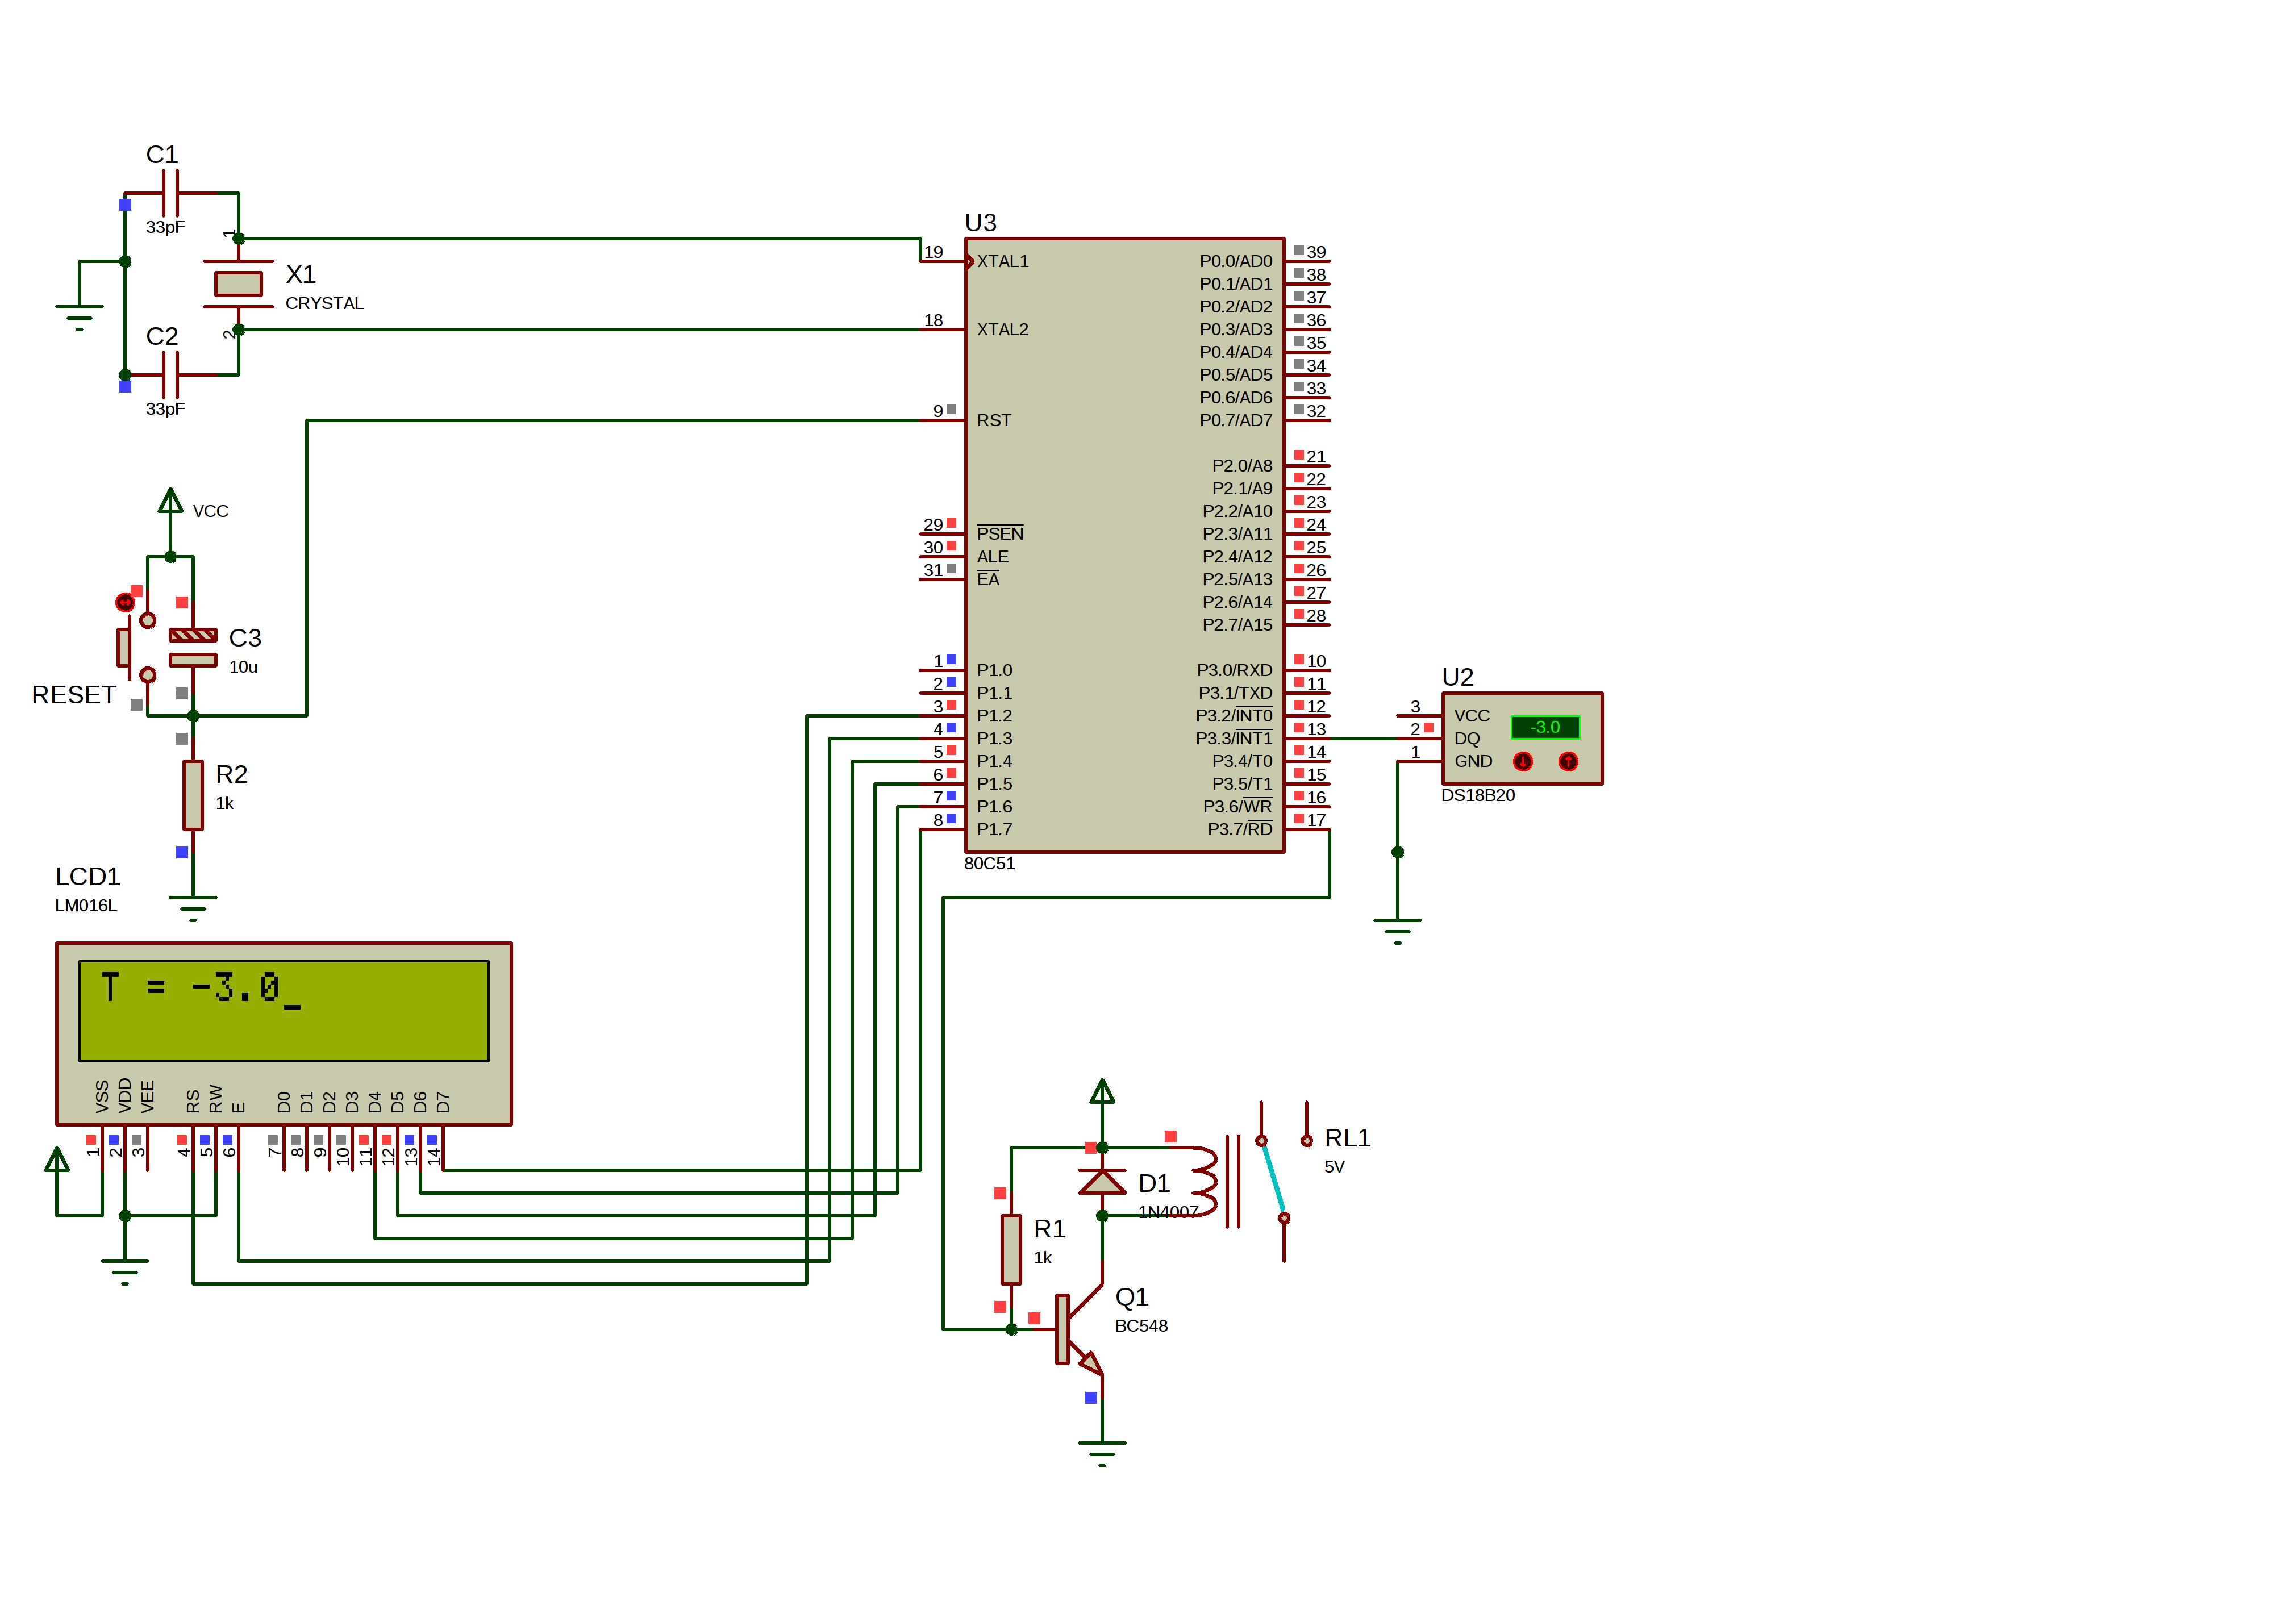 C1
33pF
1
X1
CRYSTAL
2
C2
33pF
VCC
C3
10u
RESET
R2
1k
U3
19 XTAL1
18 XTAL2
9 RST
29 PSEN
30 ALE
31 EA
1 P1.0
2 P1.1
3 P1.2
4 P1.3
5 P1.4
6 P1.5
7 P1.6
8 P1.7
P0.0/AD0 39
P0.1/AD1 38
P0.2/AD2 37
P0.3/AD3 36
P0.4/AD4 35
P0.5/AD5 34
P0.6/AD6 33
P0.7/AD7 32
P2.0/A8 21
P2.1/A9 22
P2.2/A10 23
P2.3/A11 24
P2.4/A12 25
P2.5/A13 26
P2.6/A14 27
P2.7/A15 28
P3.0/RXD 10
P3.1/TXD 11
P3.2/INT0 12
P3.3/INT1 13
P3.4/T0 14
P3.5/T1 15
P3.6/WR 16
P3.7/RD 17
80C51
U2
3 VCC
2 DQ
1 GND
-3.0
DS18B20
LCD1
LM016L
T = -3.0_
VSS VDD VEE RS RW E D0 D1 D2 D3 D4 D5 D6 D7
1 2 3 4 5 6 7 8 9 10 11 12 13 14
RL1
5V
D1
1N4007
R1
1k
Q1
BC548